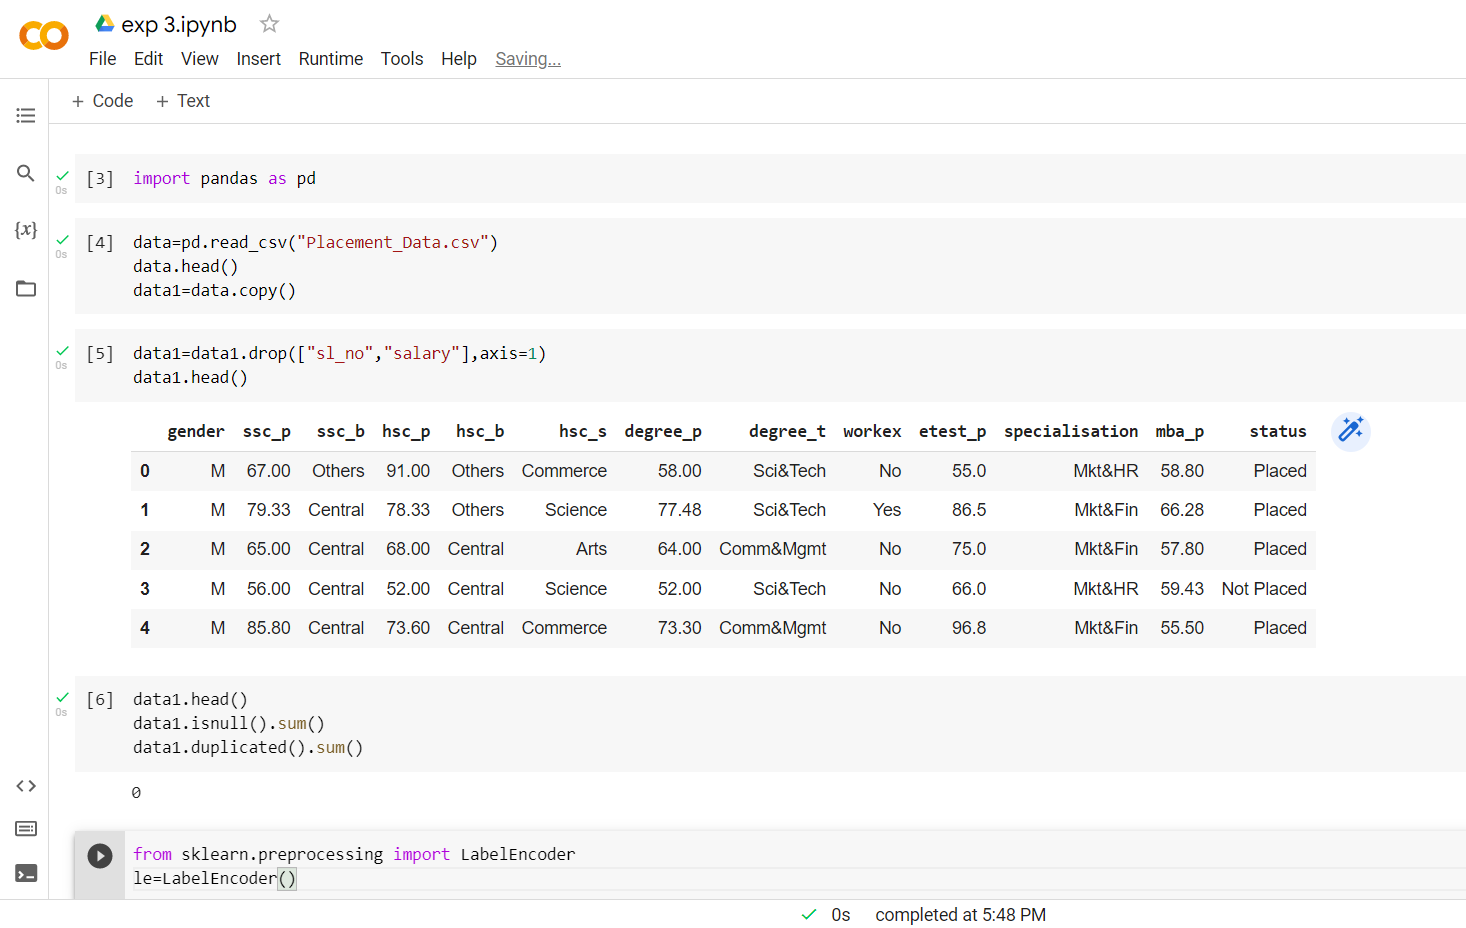 exp 3.ipynb
File Edit View Insert Runtime Tools Help Saving...
+ Code + Text
[3] import pandas as pd
0s
[4] data=pd.read_csv("Placement_Data.csv")
0s
data.head()
data1=data.copy()
[5] data1=data1.drop(["sl_no","salary"],axis=1)
0s
data1.head()
gender ssc_p ssc_b hsc_p hsc_b hsc_s degree_p degree_t workex etest_p specialisation mba_p status
0 M 67.00 Others 91.00 Others Commerce 58.00 Sci&Tech No 55.0 Mkt&HR 58.80 Placed
1 M 79.33 Central 78.33 Others Science 77.48 Sci&Tech Yes 86.5 Mkt&Fin 66.28 Placed
2 M 65.00 Central 68.00 Central Arts 64.00 Comm&Mgmt No 75.0 Mkt&Fin 57.80 Placed
3 M 56.00 Central 52.00 Central Science 52.00 Sci&Tech No 66.0 Mkt&HR 59.43 Not Placed
4 M 85.80 Central 73.60 Central Commerce 73.30 Comm&Mgmt No 96.8 Mkt&Fin 55.50 Placed
[6] data1.head()
0s
data1.isnull().sum()
data1.duplicated().sum()
0
from sklearn.preprocessing import LabelEncoder
le=LabelEncoder()
0s completed at 5:48 PM